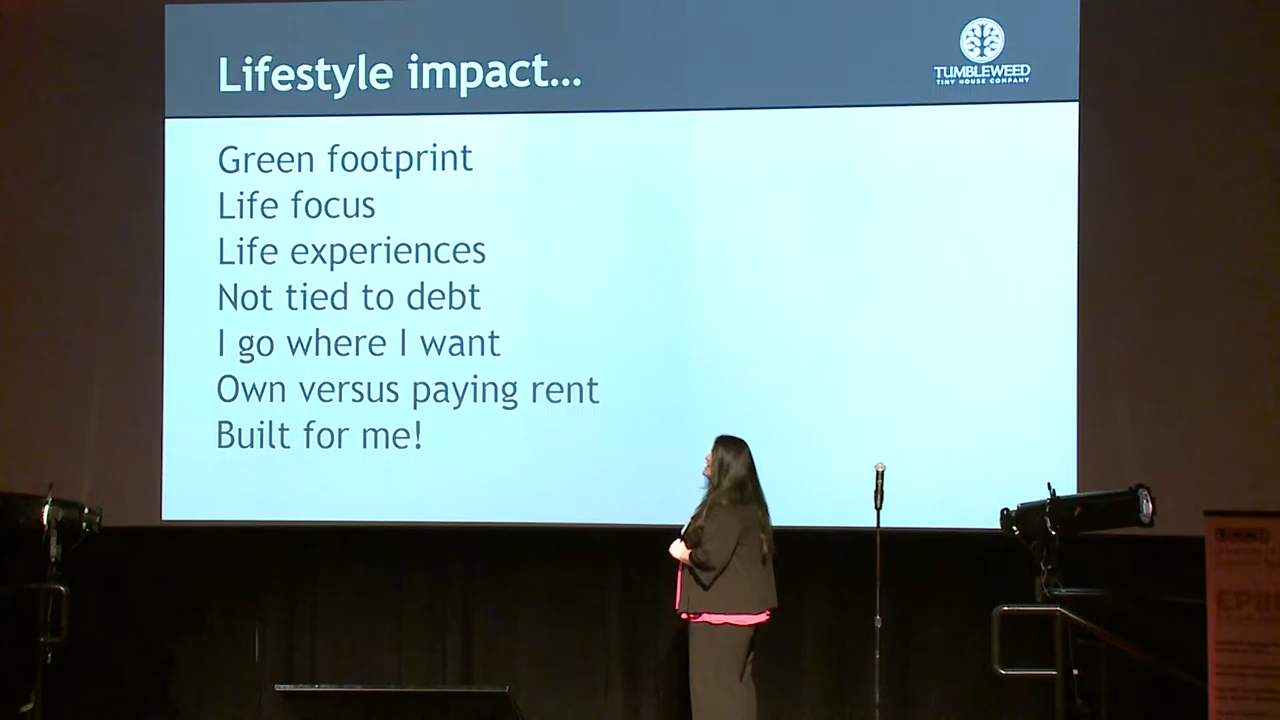 Lifestyle impact...
TUMBLEWEED
TINY HOUSE COMPANY
Green footprint
Life focus
Life experiences
Not tied to debt
I go where I want
Own versus paying rent
Built for me!